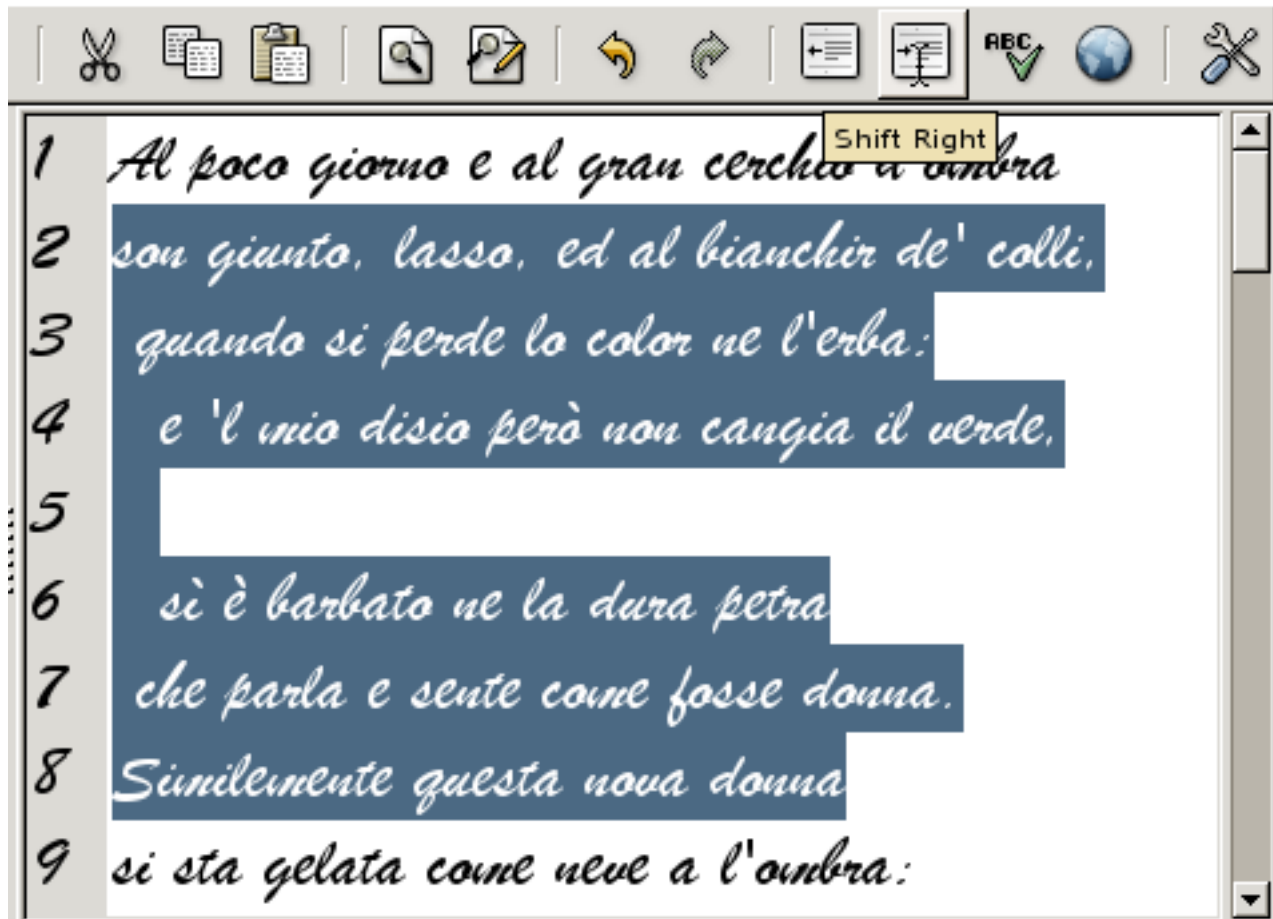 ABC
Shift Right
1 Al poco giorno e al gran cerchio d'ombra
2 son giunto, lasso, ed al bianchir de' colli,
3 quando si perde lo color ne l'erba:
4 e 'l mio disio però non cangia il verde,
5
6 sì è barbato ne la dura petra
7 che parla e sente come fosse donna.
8 Similemente questa nova donna
9 si sta gelata come neve a l'ombra: